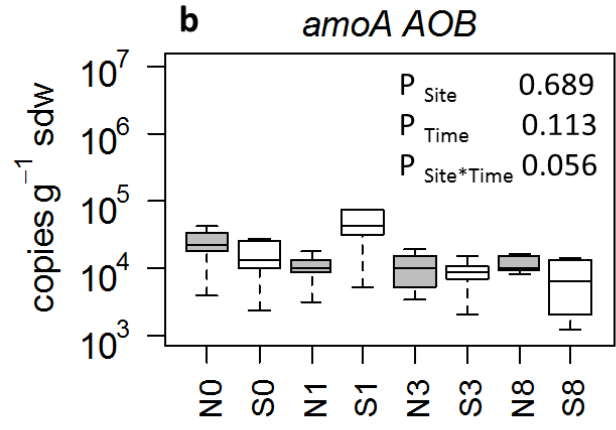 b amoA AOB
copies g⁻¹ sdw
10⁷
10⁶
10⁵
10⁴
10³
P Site 0.689
P Time 0.113
P Site*Time 0.056
N0 S0 N1 S1 N3 S3 N8 S8